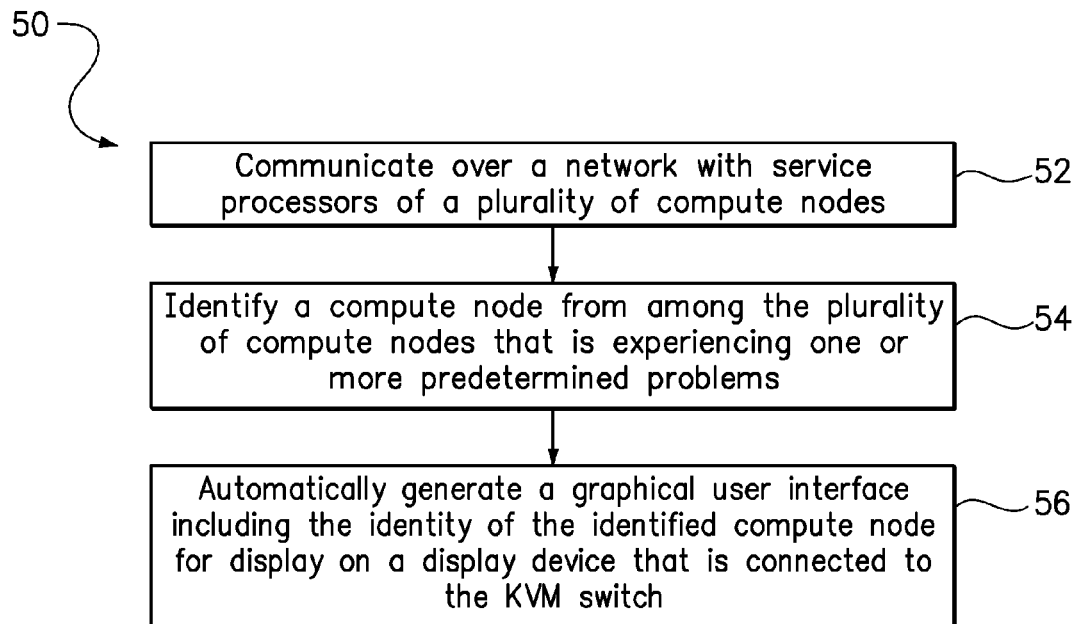 50
Communicate over a network with service
processors of a plurality of compute nodes
52
Identify a compute node from among the plurality
of compute nodes that is experiencing one or
more predetermined problems
54
Automatically generate a graphical user interface
including the identity of the identified compute node
for display on a display device that is connected to
the KVM switch
56